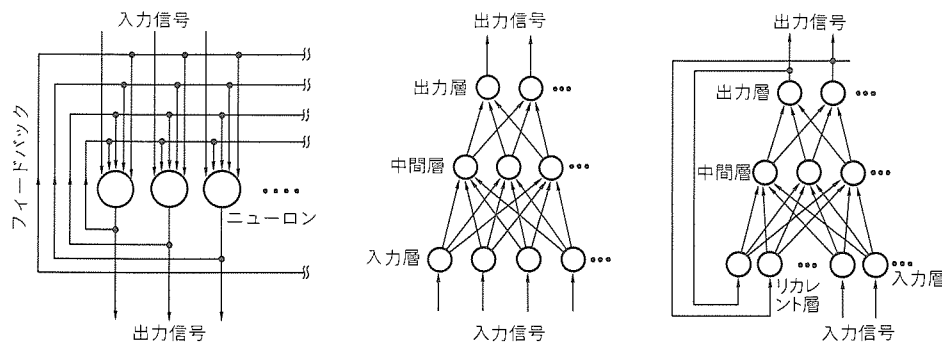 入力信号
フィードバック
ニューロン
出力信号
出力信号
出力層
中間層
入力層
入力信号
出力信号
出力層
中間層
リカレ
ント層
入力層
入力信号